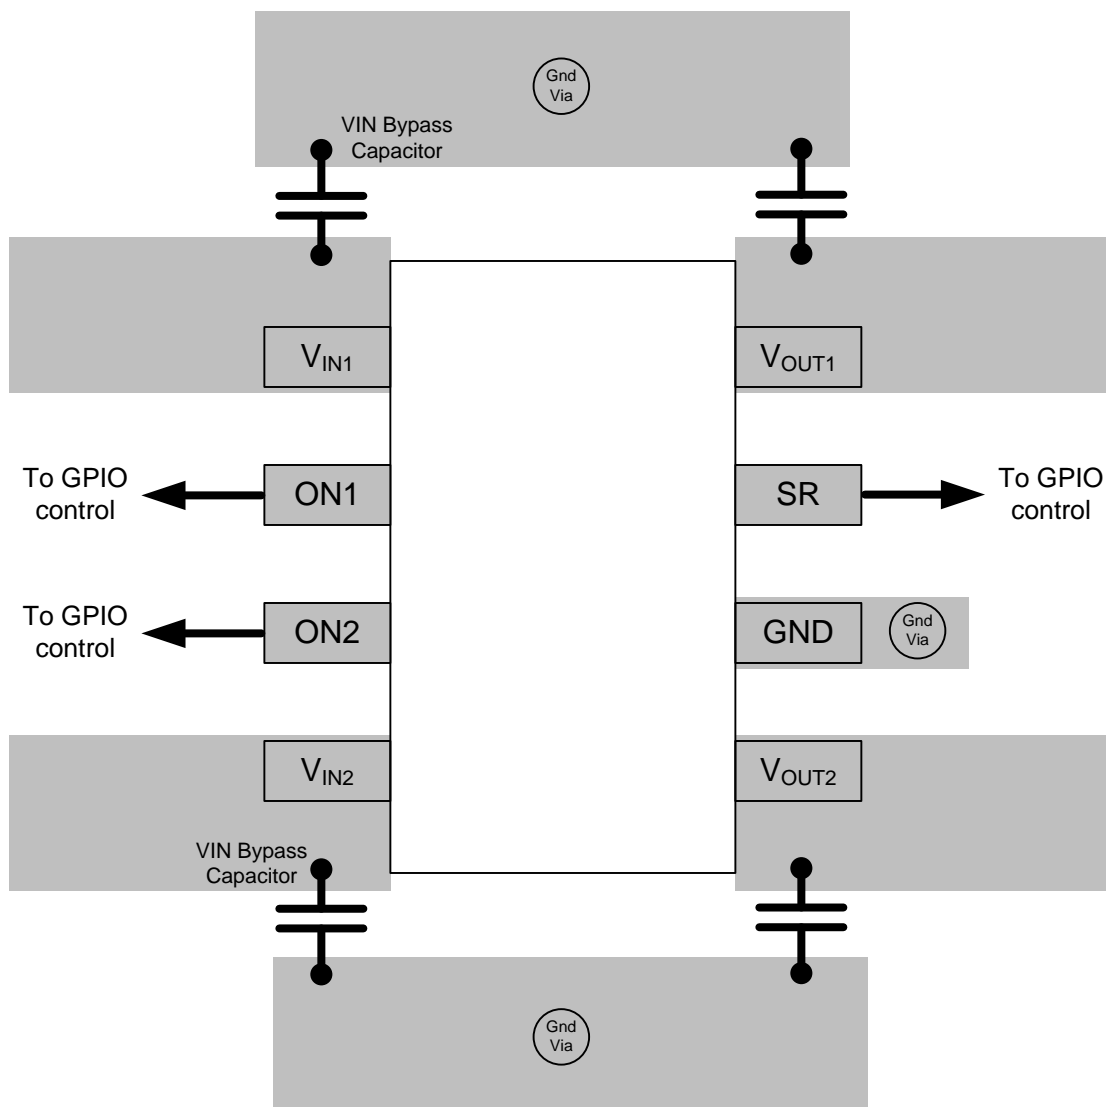 Gnd
Via
VIN Bypass
Capacitor
VIN1
VOUT1
To GPIO
control
ON1
SR
To GPIO
control
To GPIO
control
ON2
GND
Gnd
Via
VIN2
VOUT2
VIN Bypass
Capacitor
Gnd
Via